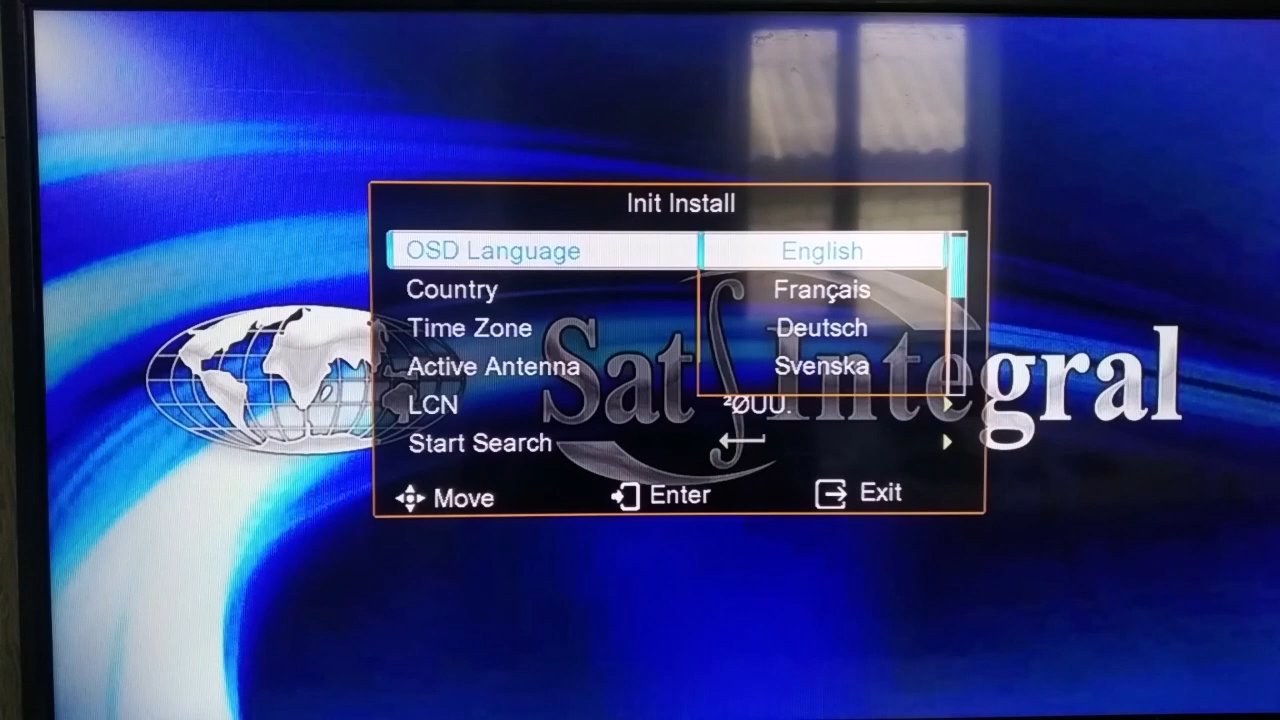 Init Install
OSD Language English
Country Français
Time Zone Deutsch
Active Antenna Svenska
LCN ²ØUU.
Start Search
Move Enter Exit
Sat Integral